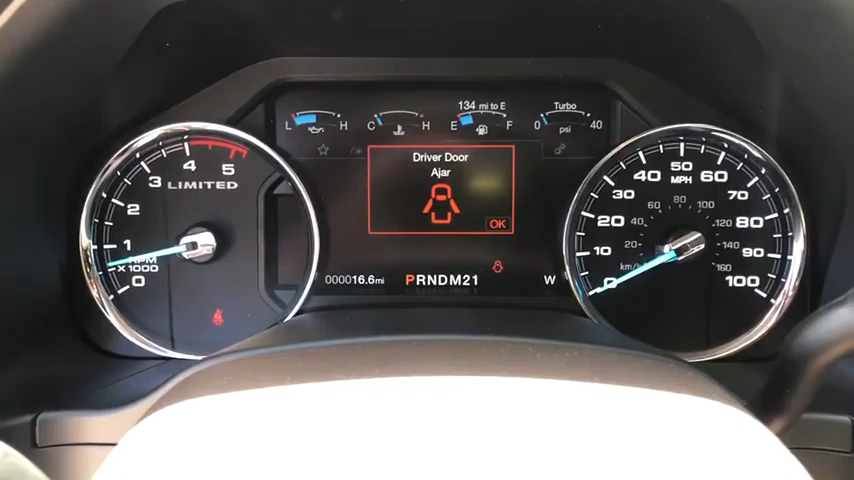 134 mi to E
Turbo
L H
C H
E F
0 psi 40
Driver Door
Ajar
OK
000016.6mi
PRNDM21
W
LIMITED
0
1
2
3
4
5
RPM
X 1000
MPH
0
10
20
30
40
50
60
70
80
90
100
km/h
20
40
60
80
100
120
140
160